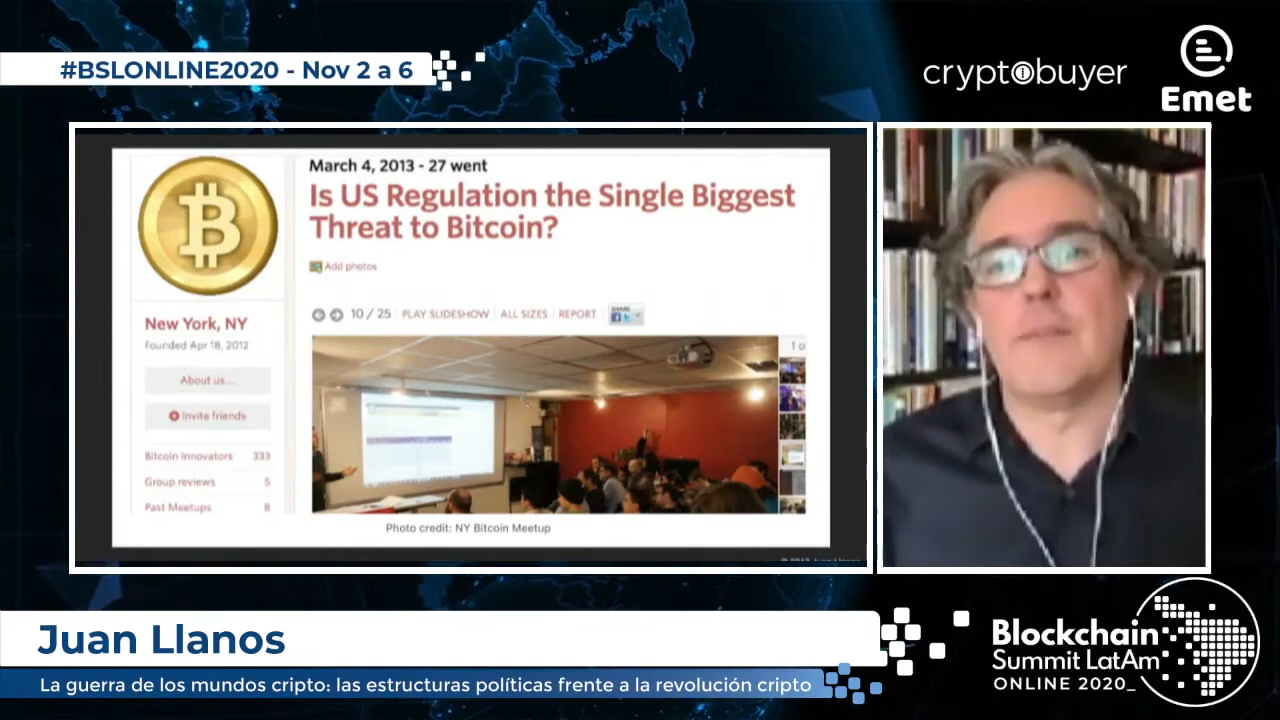 #BSLONLINE2020 - Nov 2 a 6
cryptobuyer
Emet
March 4, 2013 - 27 went
Is US Regulation the Single Biggest
Threat to Bitcoin?
Add photos
10 / 25 PLAY SLIDESHOW ALL SIZES REPORT SHARE
1 of
New York, NY
Founded Apr 18, 2012
About us...
Invite friends
Bitcoin Innovators 333
Group reviews 5
Past Meetups 8
Photo credit: NY Bitcoin Meetup
Juan Llanos
La guerra de los mundos cripto: las estructuras políticas frente a la revolución cripto
Blockchain
Summit LatAm
ONLINE 2020_